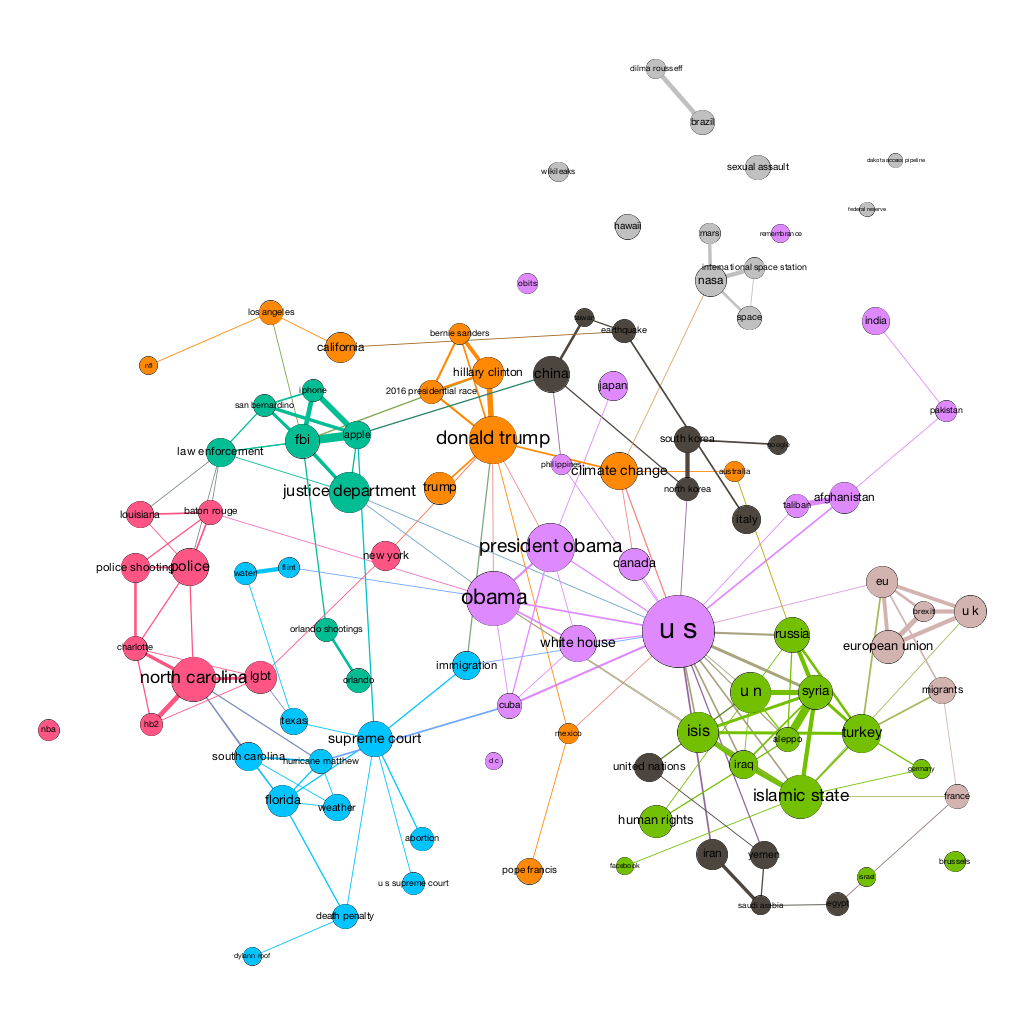 dilma rousseff
brazil
dakota access pipeline
sexual assault
wikileaks
federal reserve
hawaii
mars
remembrance
international space station
nasa
obits
los angeles
taiwan
space
india
bernie sanders
earthquake
california
nfl
hillary clinton
china
japan
iphone
2016 presidential race
san bernardino
pakistan
fbi
apple
donald trump
south korea
google
law enforcement
philippines
climate change
australia
justice department
trump
north korea
taliban
afghanistan
louisiana
baton rouge
italy
president obama
new york
police shooting
police
water
flint
canada
eu
obama
brexit
u k
orlando shootings
u s
russia
white house
charlotte
european union
immigration
north carolina
lgbt
orlando
u n
syria
migrants
cuba
hb2
texas
nba
isis
mexico
aleppo
turkey
supreme court
south carolina
hurricane matthew
d c
united nations
iraq
germany
florida
weather
islamic state
france
human rights
abortion
iran
yemen
facebook
brussels
pope francis
israel
u s supreme court
saudi arabia
egypt
death penalty
dylann roof